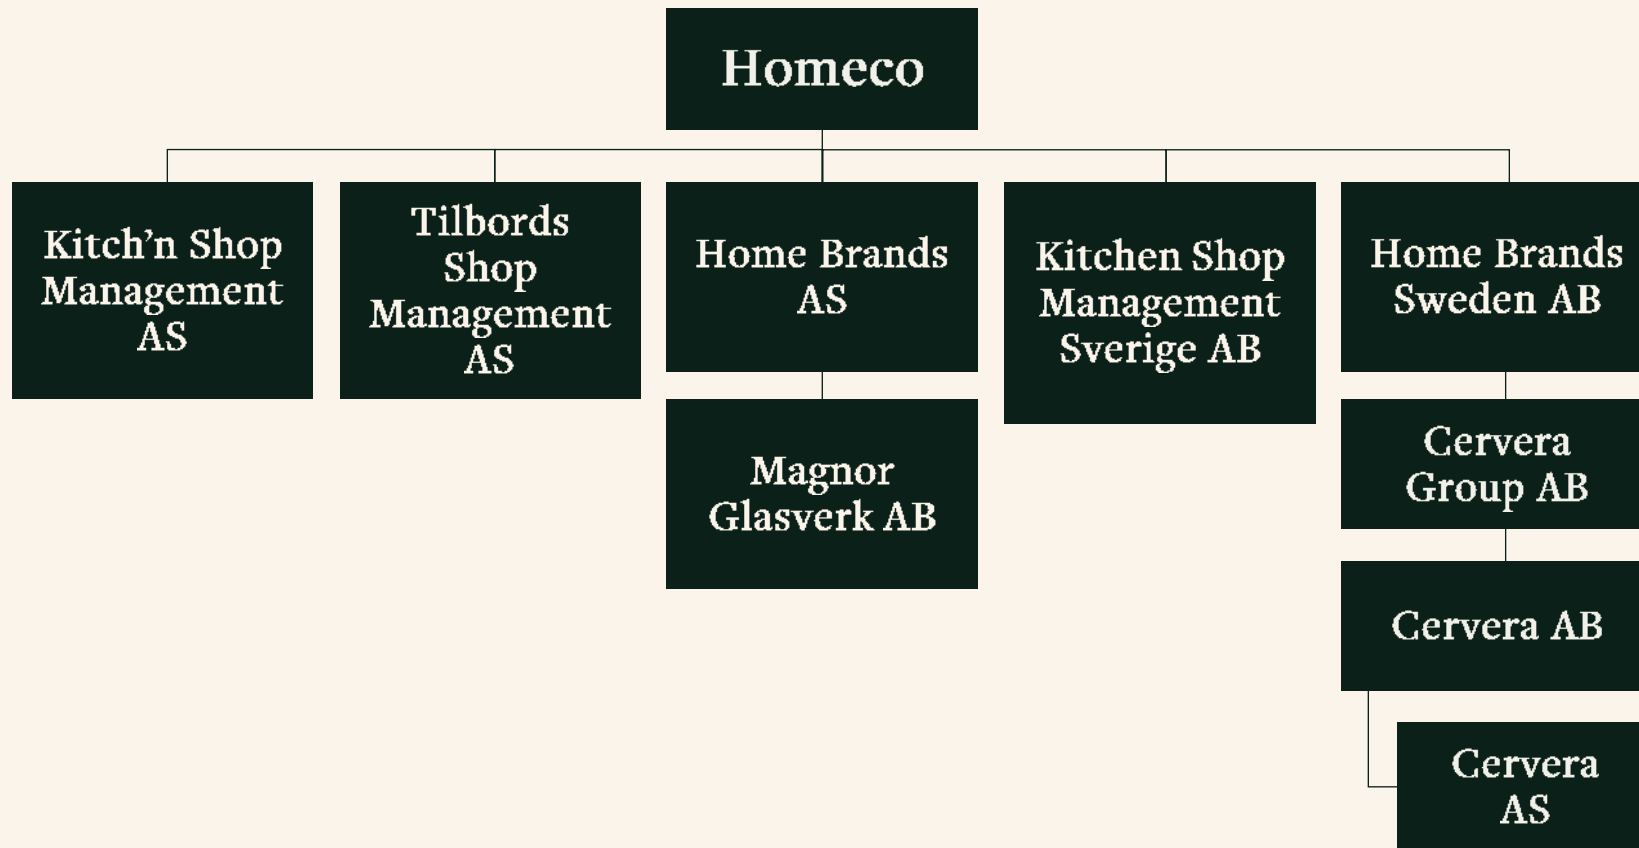 Homeco
Kitch’n Shop
Management
AS
Tilbords
Shop
Management
AS
Home Brands
AS
Kitchen Shop
Management
Sverige AB
Home Brands
Sweden AB
Magnor
Glasverk AB
Cervera
Group AB
Cervera AB
Cervera
AS